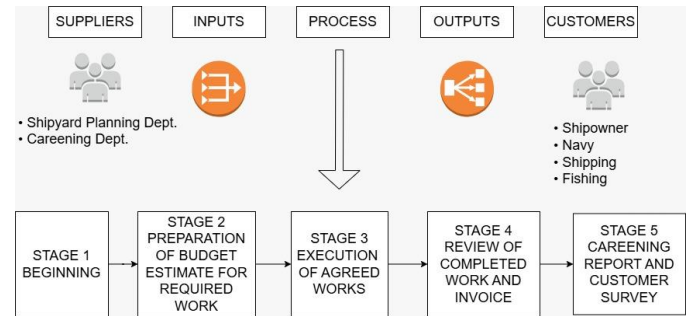 SUPPLIERS
INPUTS
PROCESS
OUTPUTS
CUSTOMERS
• Shipyard Planning Dept.
• Careening Dept.
• Shipowner
• Navy
• Shipping
• Fishing
STAGE 1
BEGINNING
STAGE 2
PREPARATION
OF BUDGET
ESTIMATE FOR
REQUIRED
WORK
STAGE 3
EXECUTION
OF AGREED
WORKS
STAGE 4
REVIEW OF
COMPLETED
WORK AND
INVOICE
STAGE 5
CAREENING
REPORT AND
CUSTOMER
SURVEY